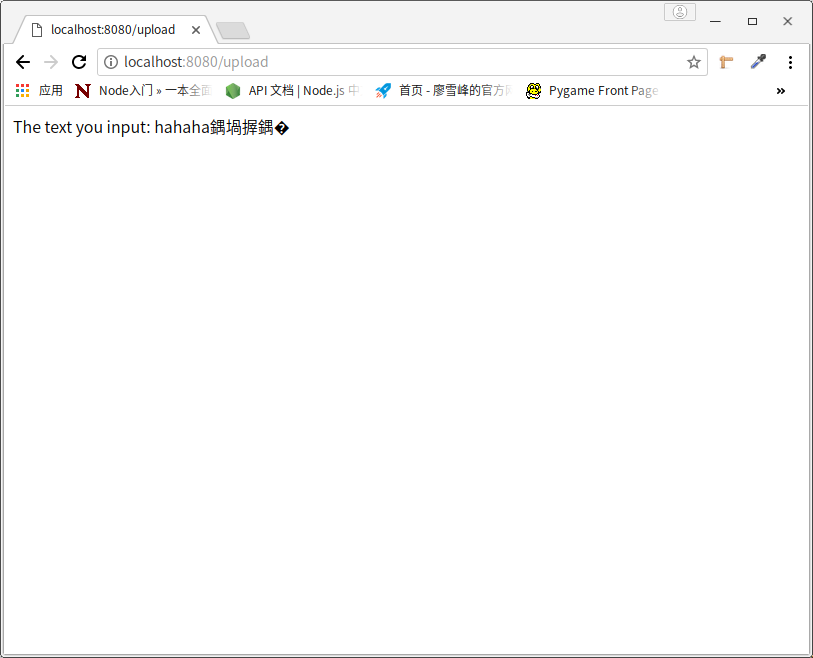 localhost:8080/upload
localhost:8080/upload
应用 Node入门 » 一本全面 API 文档 | Node.js 中 首页 - 廖雪峰的官方网 Pygame Front Page »
The text you input: hahaha鍝堝搱鍝�